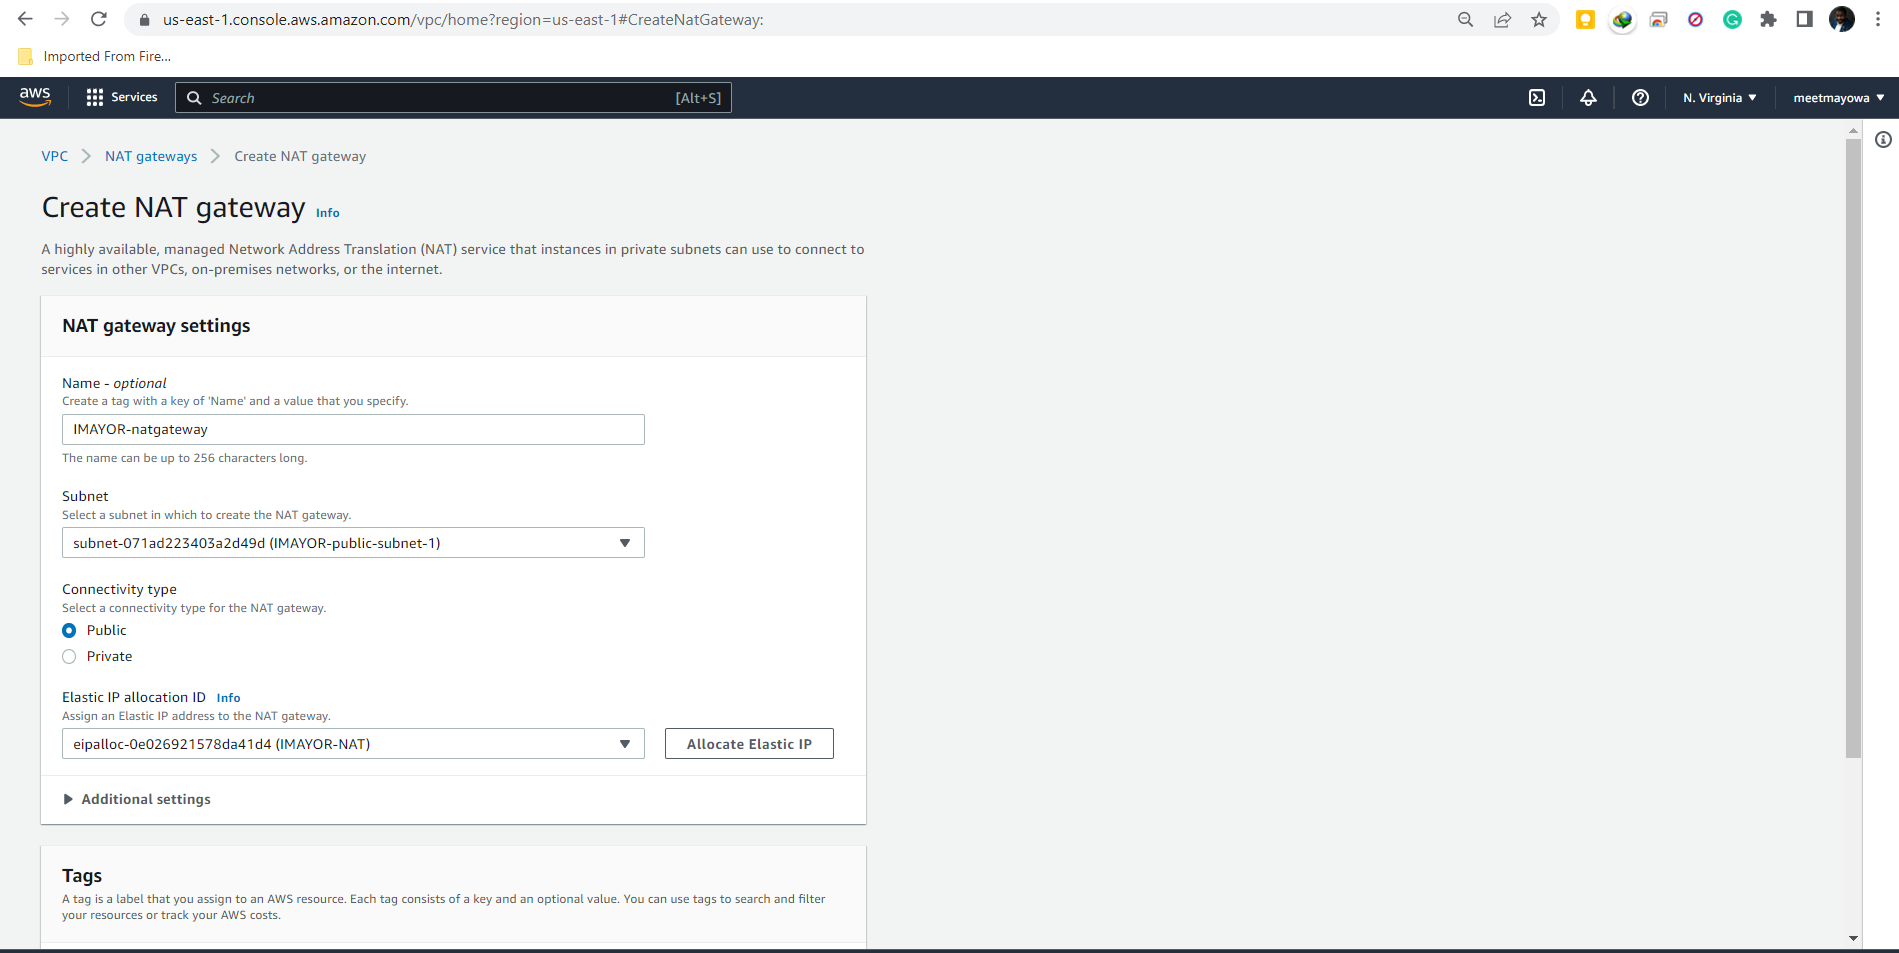 us-east-1.console.aws.amazon.com/vpc/home?region=us-east-1#CreateNatGateway:
Imported From Fire...
aws Services Search [Alt+S] N. Virginia meetmayowa
VPC NAT gateways Create NAT gateway
Create NAT gateway Info
A highly available, managed Network Address Translation (NAT) service that instances in private subnets can use to connect to
services in other VPCs, on-premises networks, or the internet.
NAT gateway settings
Name - optional
Create a tag with a key of 'Name' and a value that you specify.
IMAYOR-natgateway
The name can be up to 256 characters long.
Subnet
Select a subnet in which to create the NAT gateway.
subnet-071ad223403a2d49d (IMAYOR-public-subnet-1)
Connectivity type
Select a connectivity type for the NAT gateway.
Public
Private
Elastic IP allocation ID Info
Assign an Elastic IP address to the NAT gateway.
eipalloc-0e026921578da41d4 (IMAYOR-NAT) Allocate Elastic IP
Additional settings
Tags
A tag is a label that you assign to an AWS resource. Each tag consists of a key and an optional value. You can use tags to search and filter
your resources or track your AWS costs.